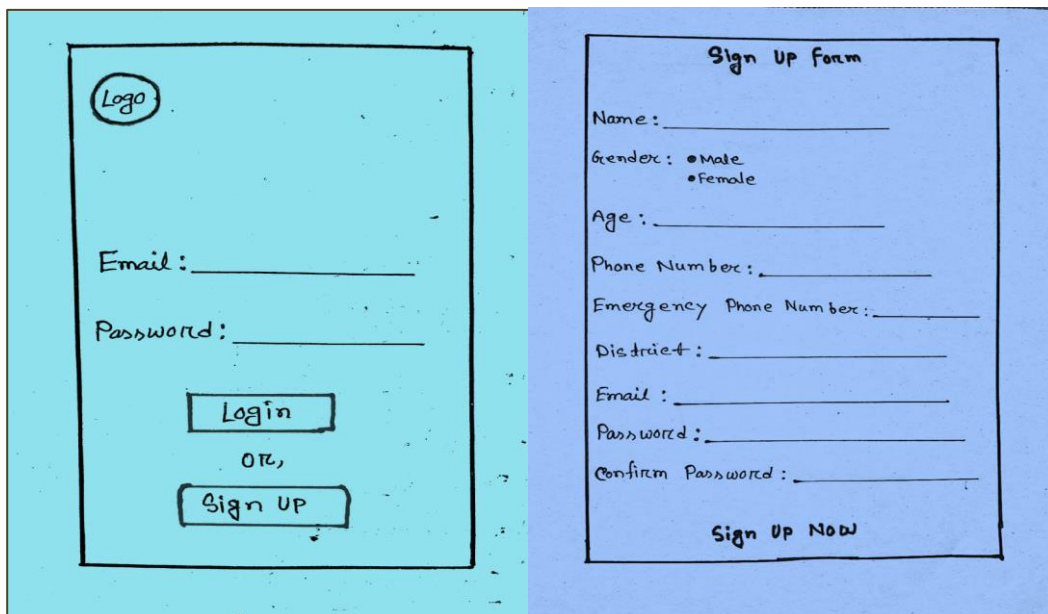 Logo
Email:
Password:
Login
OR,
Sign UP
Sign UP Form
Name:
Gender: •Male
•Female
Age:
Phone Number:
Emergency Phone Number:
District:
Email:
Password:
Confirm Password:
Sign UP Now